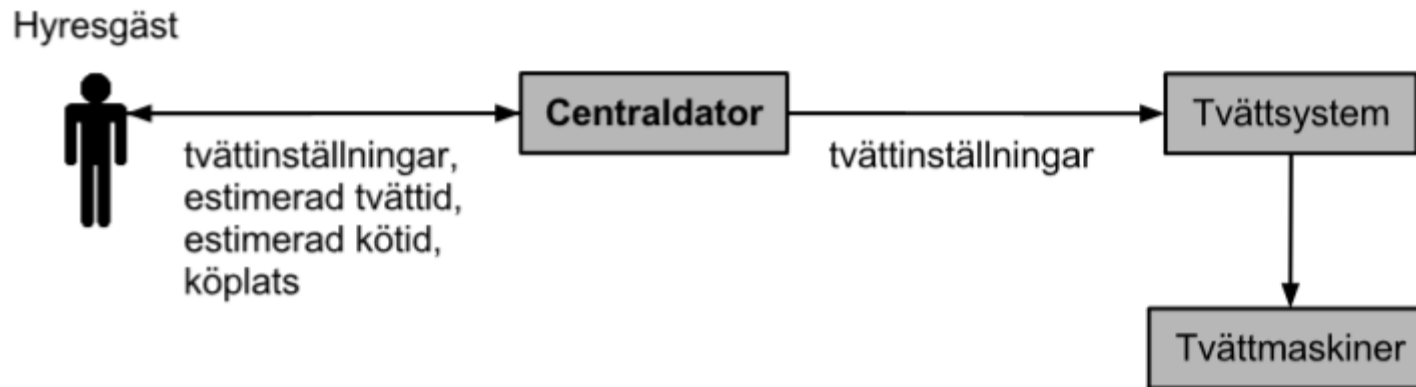 Hyresgäst
Centraldator
Tvättsystem
tvättinställningar,
estimerad tvättid,
estimerad kötid,
köplats
tvättinställningar
Tvättmaskiner